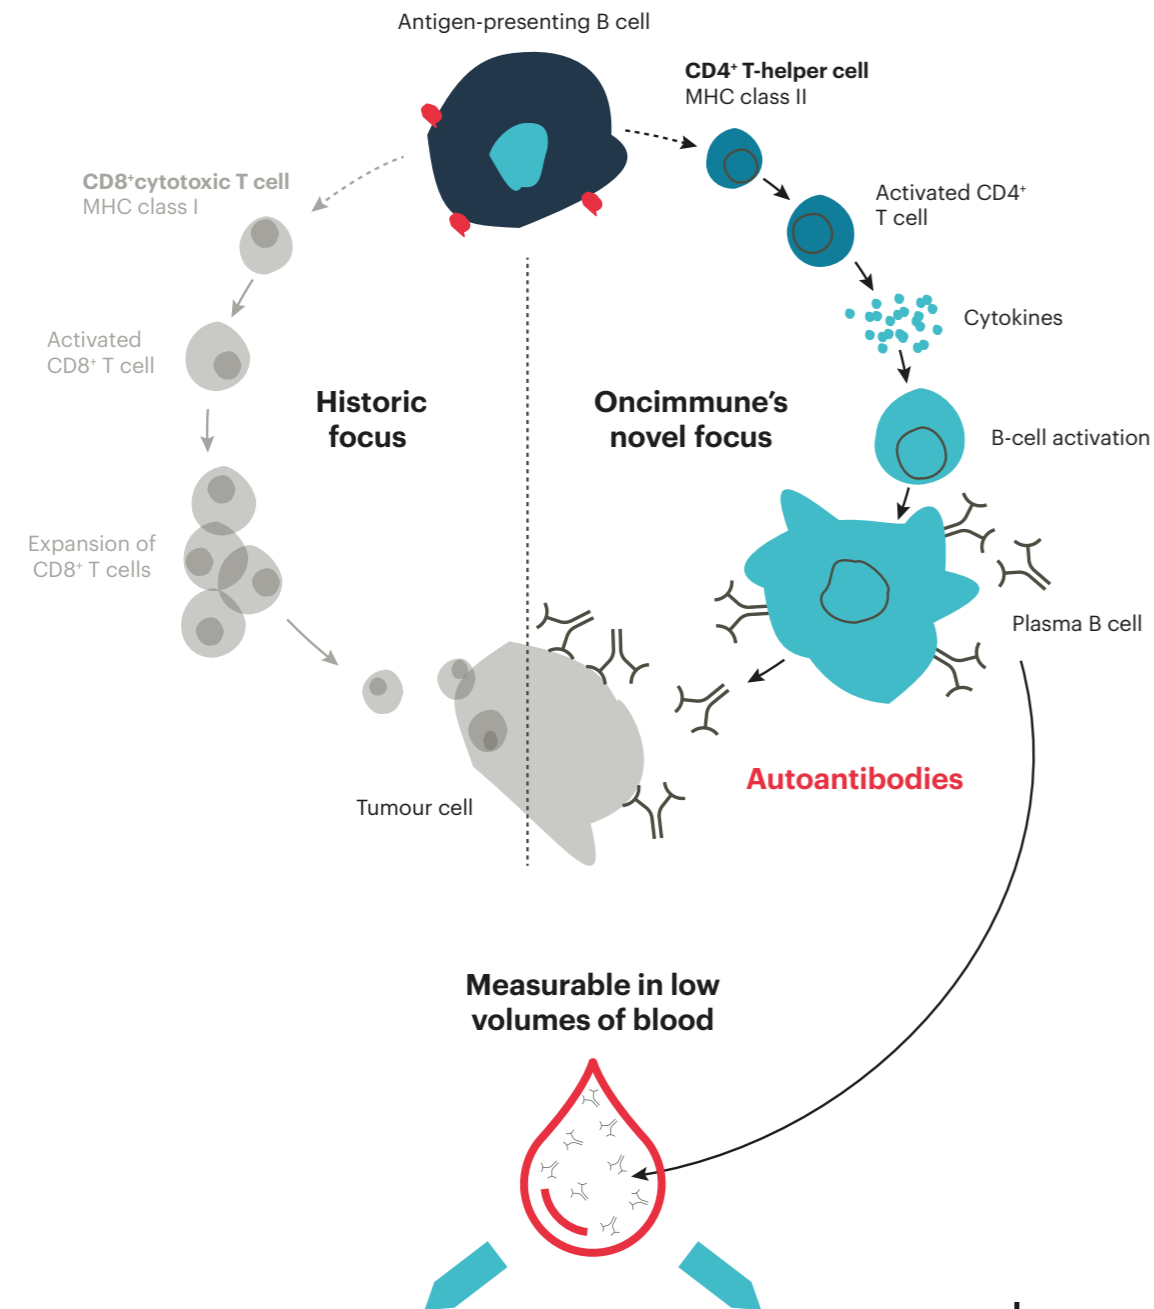 Antigen-presenting B cell
CD4⁺ T-helper cell
MHC class II
CD8⁺cytotoxic T cell
MHC class I
Activated CD4⁺
T cell
Cytokines
Activated
CD8⁺ T cell
Historic
focus
Oncimmune’s
novel focus
B-cell activation
Expansion of
CD8⁺ T cells
Plasma B cell
Autoantibodies
Tumour cell
Measurable in low
volumes of blood